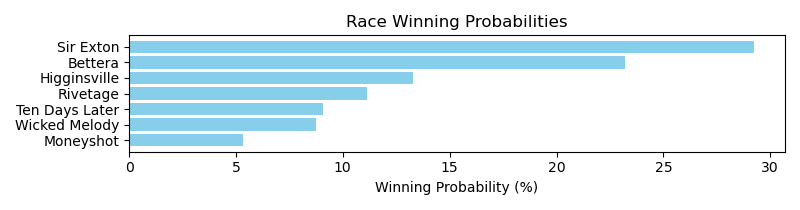 Race Winning Probabilities
Sir Exton
Bettera
Higginsville
Rivetage
Ten Days Later
Wicked Melody
Moneyshot
0 5 10 15 20 25 30
Winning Probability (%)